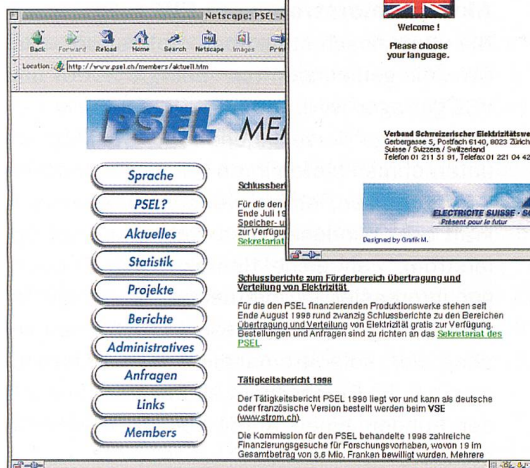 Netscape: PSEL-
Back Forward Reload Home Search Netscape Images Print
Location: http://www.psel.ch/members/aktuell.htm
PSEL
Sprache
PSEL?
Aktuelles
Statistik
Projekte
Berichte
Administratives
Anfragen
Links
Members
Für die den
Ende Juli
zur
Sekretariat
Schlussberichte zum Förderbereich Übertragung und
Verteilung von Elektrizität
Für die den PSEL finanzierenden Produktionswerke stehen seit
Ende August 1998 rund zwanzig Schlussberichte zu den Bereichen
Übertragung und Verteilung von Elektrizität gratis zur Verfügung.
Bestellungen und Anfragen sind zu richten an das Sekretariat des
PSEL.
Tätigkeitsbericht 1998
Der Tätigkeitsbericht PSEL 1998 liegt vor und kann als deutsche
oder französische Version bestellt werden beim VSE
(www.strom.ch).
Die Kommission für den PSEL behandelte 1998 zahlreiche
Finanzierungsgesuche für Forschungsvorhaben, wovon 19 im
Gesamtbetrag von 3.6 Mio. Franken bewilligt wurden. Mehrere
Welcome !
Please choose
your language.
Verband Schweizerischer
Gerbergasse 5, Postfach 6140, 8023 Zürich
Suisse / Svizzera / Switzerland
Telefon 01 211 51 91, Telefax 01 221 04 42
ELECTRICITE SUISSE
Présent pour le futur
Designed by Grafik M.